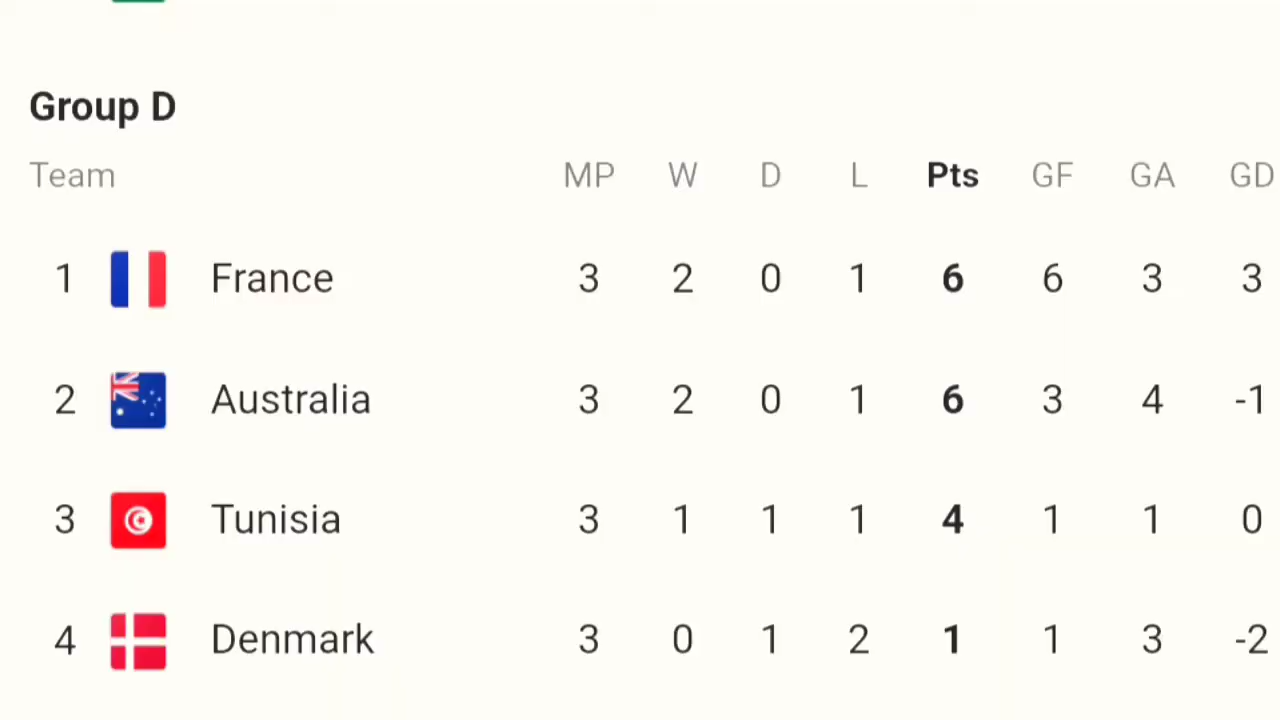 Group D
Team MP W D L Pts GF GA GD
1 France 3 2 0 1 6 6 3 3
2 Australia 3 2 0 1 6 3 4 -1
3 Tunisia 3 1 1 1 4 1 1 0
4 Denmark 3 0 1 2 1 1 3 -2